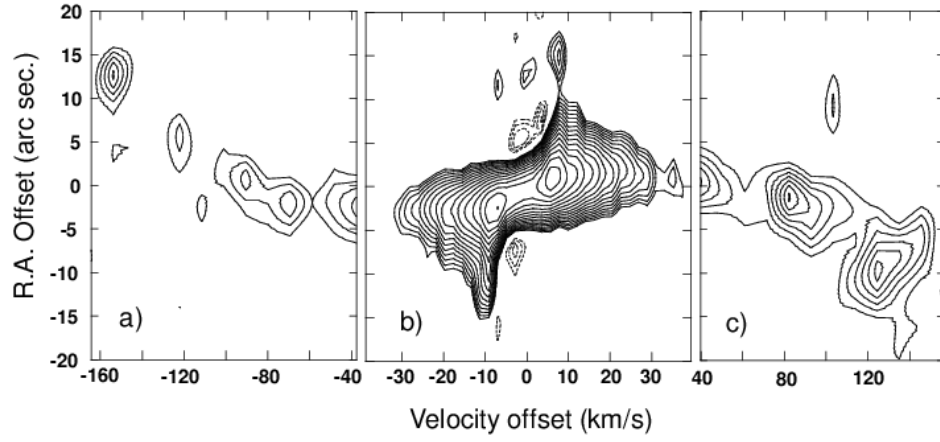 20
15
10
5
0
-5
-10
-15
-20
R.A. Offset (arc sec.)
a)
b)
c)
-160 -120 -80 -40
-30 -20 -10 0 10 20 30
40 80 120
Velocity offset (km/s)